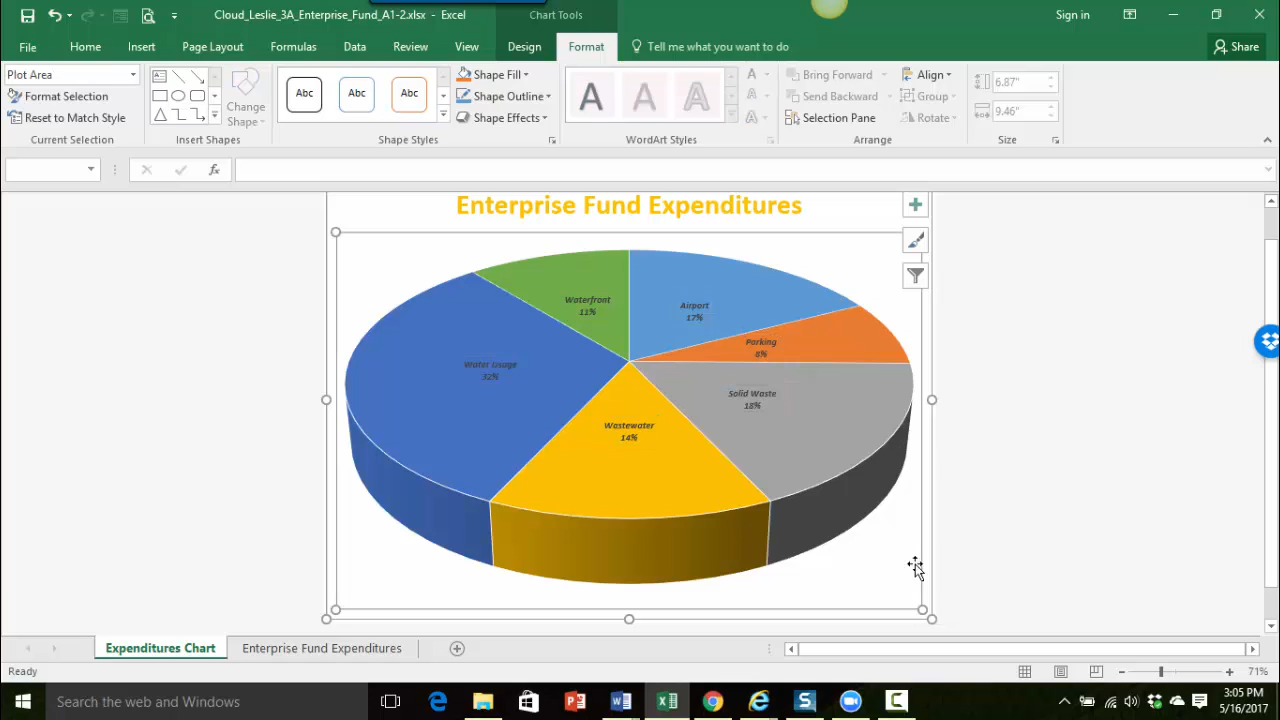 Cloud_Leslie_3A_Enterprise_Fund_A1-2.xlsx - Excel
Chart Tools
Sign in
File
Home
Insert
Page Layout
Formulas
Data
Review
View
Design
Format
Tell me what you want to do
Share
Plot Area
Format Selection
Reset to Match Style
Current Selection
Change
Shape
Insert Shapes
Abc
Abc
Abc
Shape Fill
Shape Outline
Shape Effects
Shape Styles
A A A
A
A
A
WordArt Styles
Bring Forward
Send Backward
Selection Pane
Align
Group
Rotate
Arrange
6.87"
9.46"
Size
fx
Enterprise Fund Expenditures
Waterfront
11%
Airport
17%
Parking
8%
Water Usage
32%
Solid Waste
18%
Wastewater
14%
Expenditures Chart
Enterprise Fund Expenditures
Ready
71%
Search the web and Windows
3:05 PM
5/16/2017